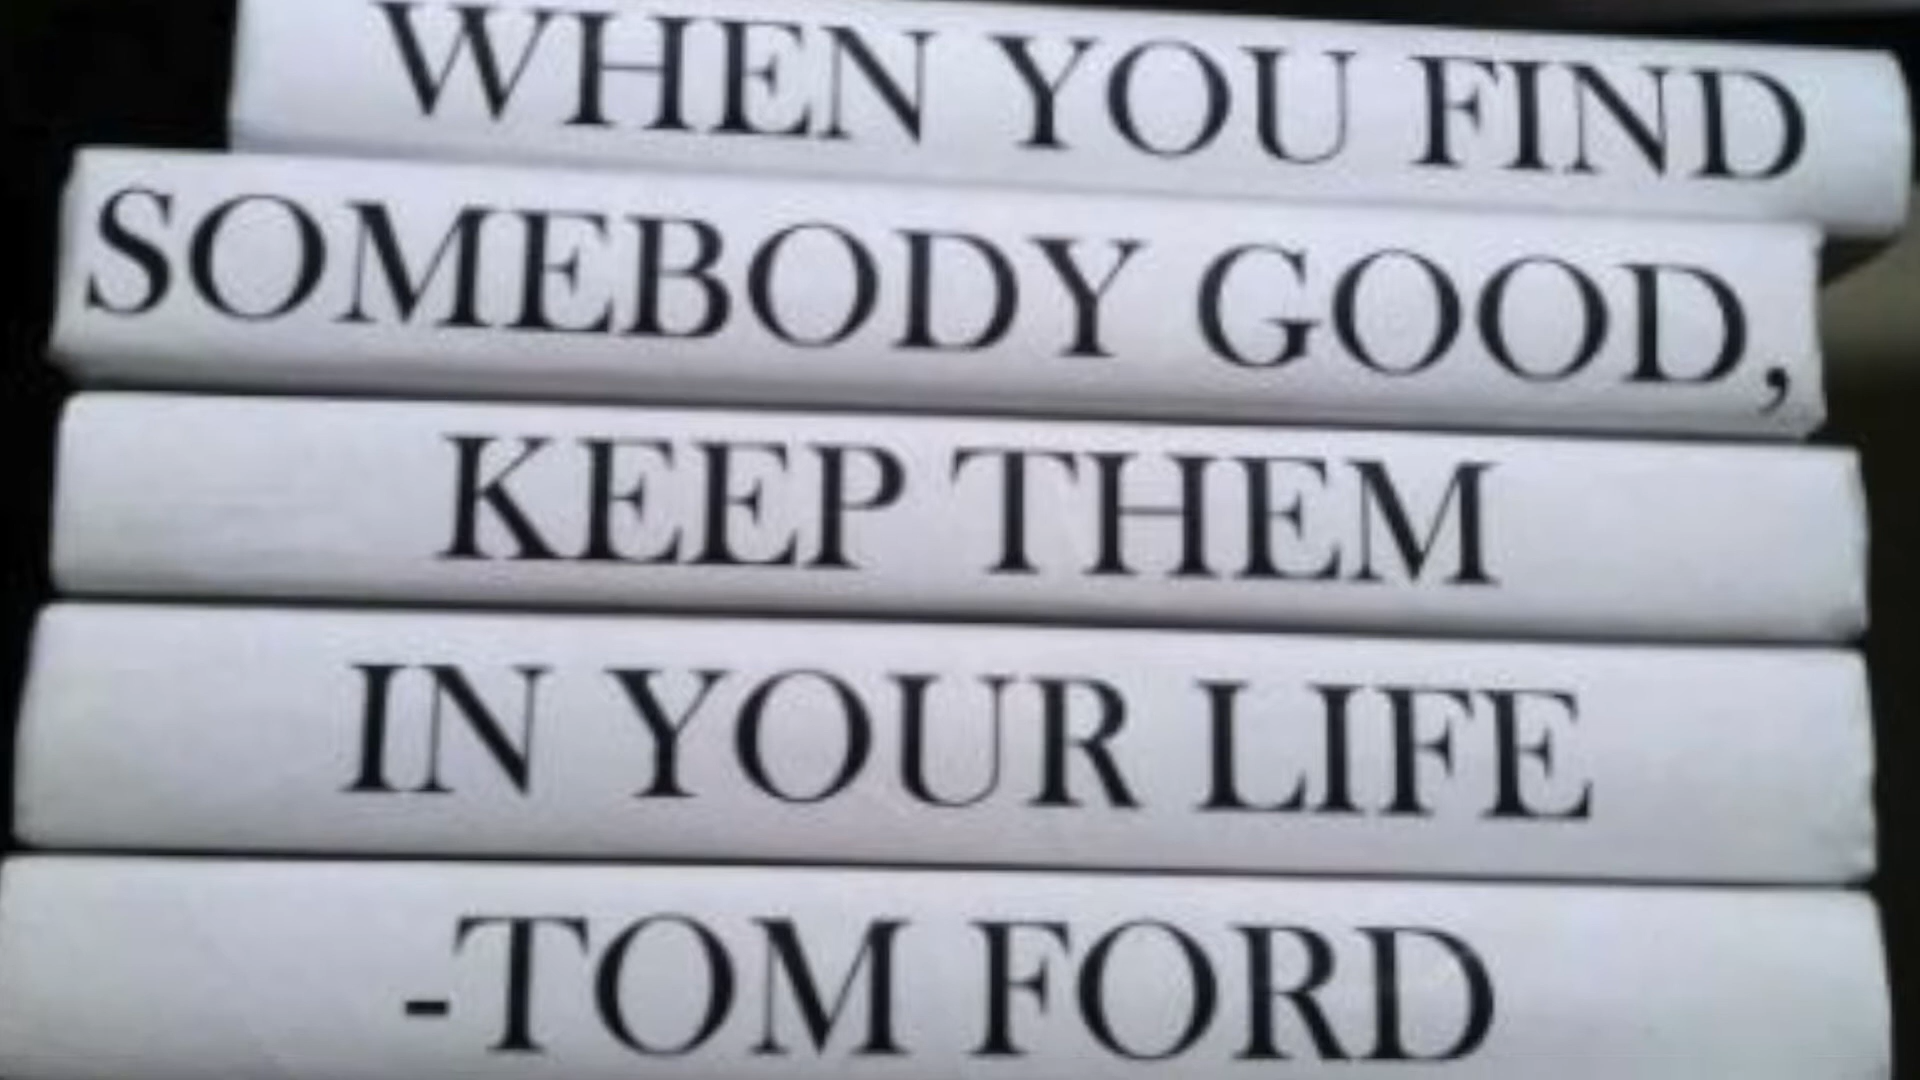 WHEN YOU FIND
SOMEBODY GOOD,
KEEP THEM
IN YOUR LIFE
-TOM FORD